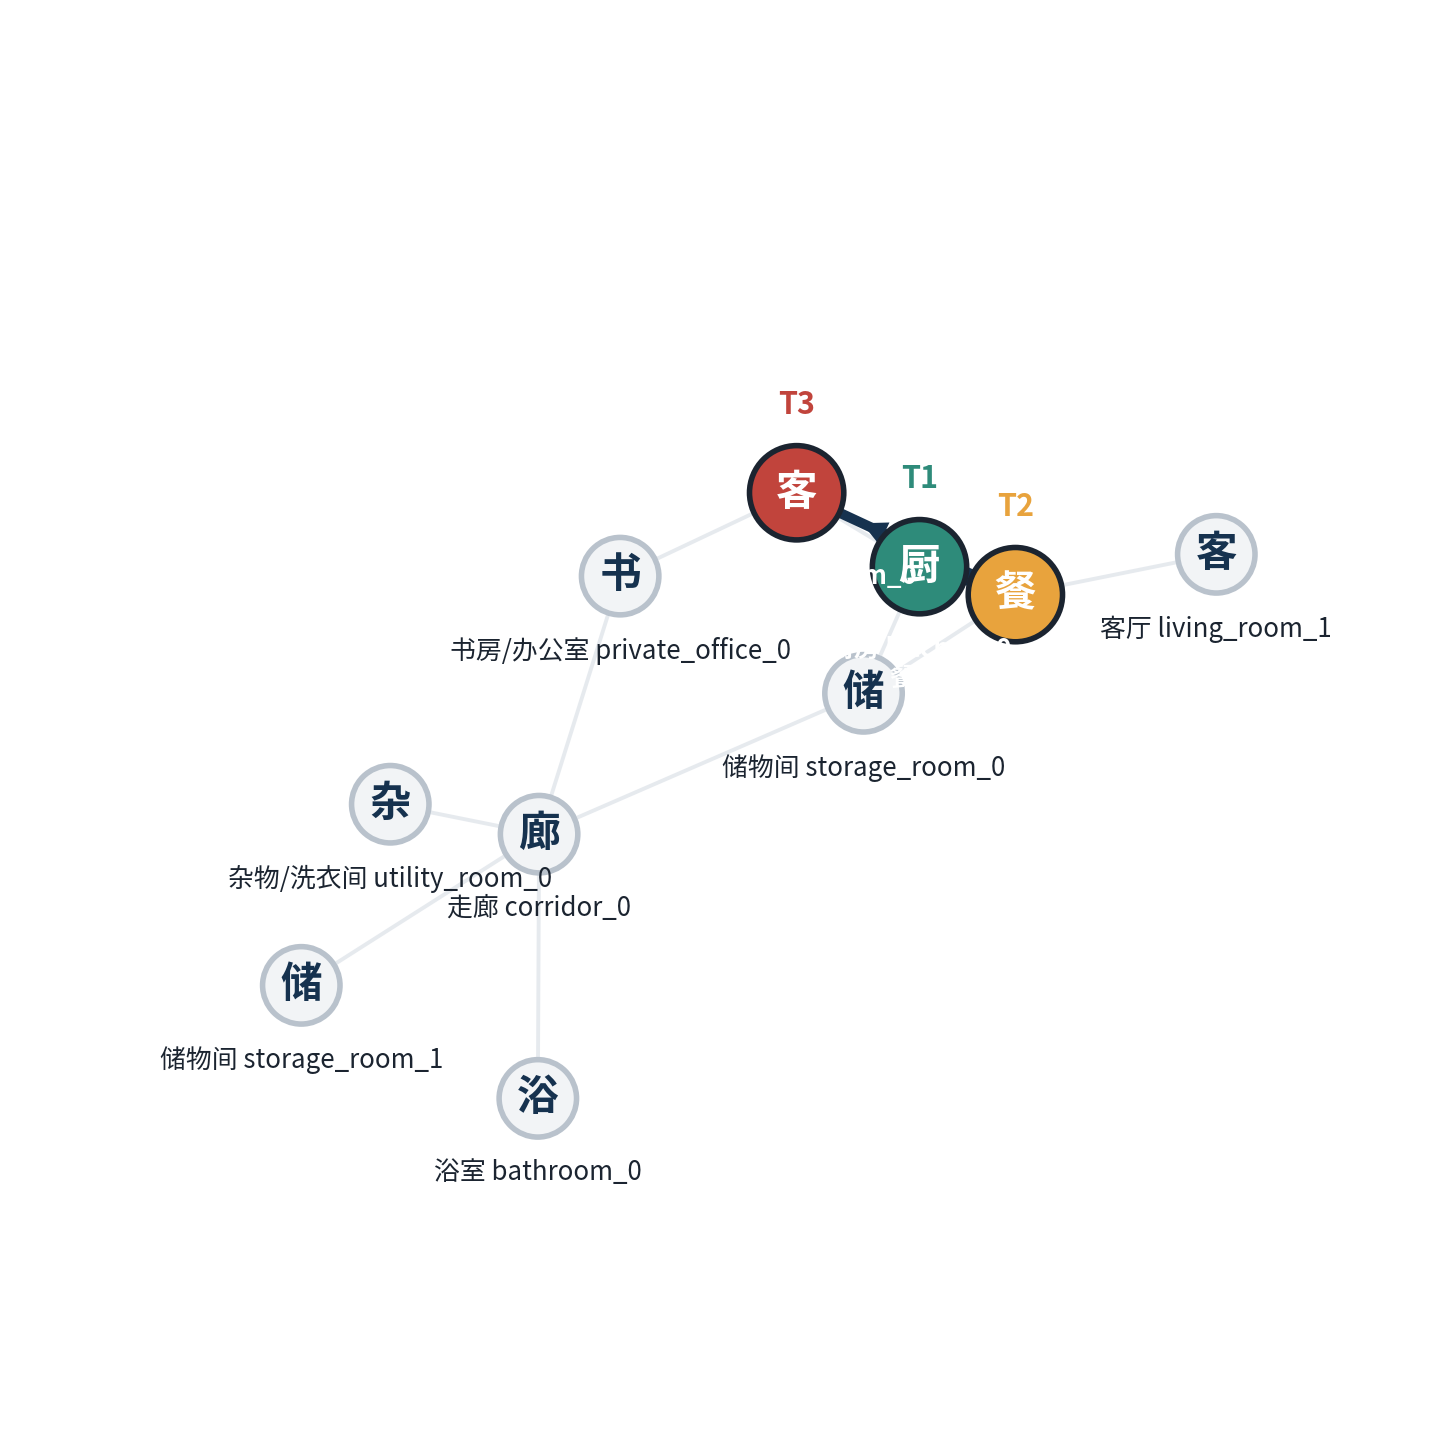 T3
客
T1
厨
T2
餐
客
客厅 living_room_1
书
书房/办公室 private_office_0
储
储物间 storage_room_0
杂
杂物/洗衣间 utility_room_0
廊
走廊 corridor_0
储
储物间 storage_room_1
浴
浴室 bathroom_0